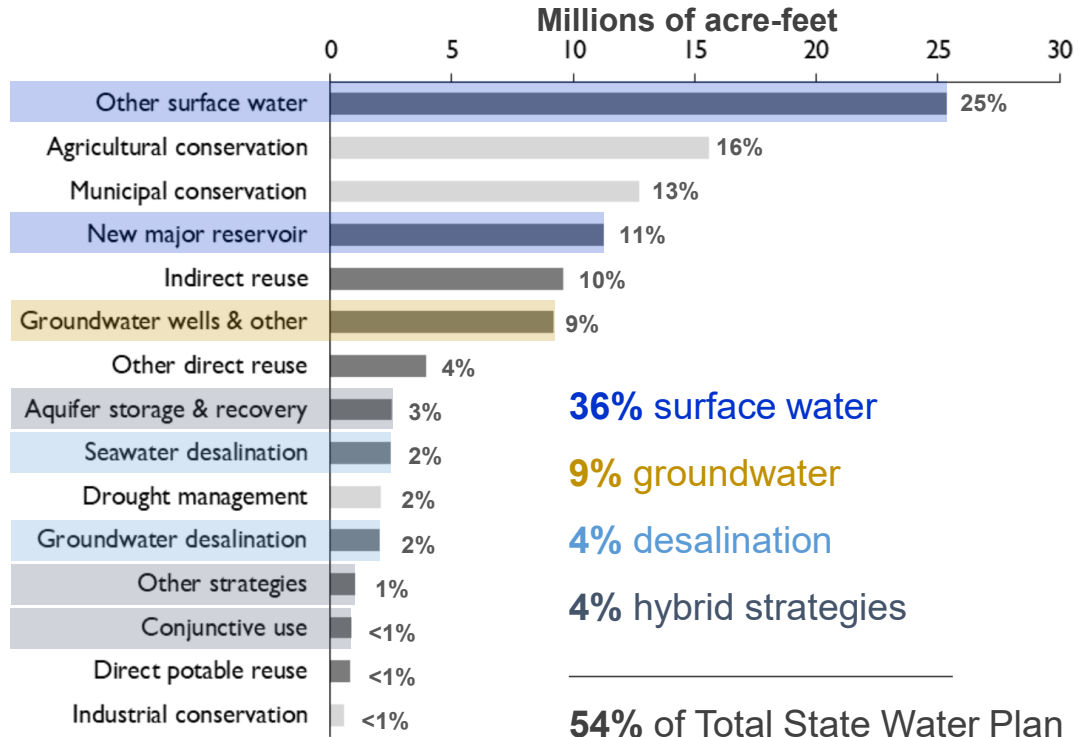 Millions of acre-feet
0 5 10 15 20 25 30
Other surface water 25%
Agricultural conservation 16%
Municipal conservation 13%
New major reservoir 11%
Indirect reuse 10%
Groundwater wells & other 9%
Other direct reuse 4%
Aquifer storage & recovery 3%
Seawater desalination 2%
Drought management 2%
Groundwater desalination 2%
Other strategies 1%
Conjunctive use <1%
Direct potable reuse <1%
Industrial conservation <1%
36% surface water
9% groundwater
4% desalination
4% hybrid strategies
54% of Total State Water Plan